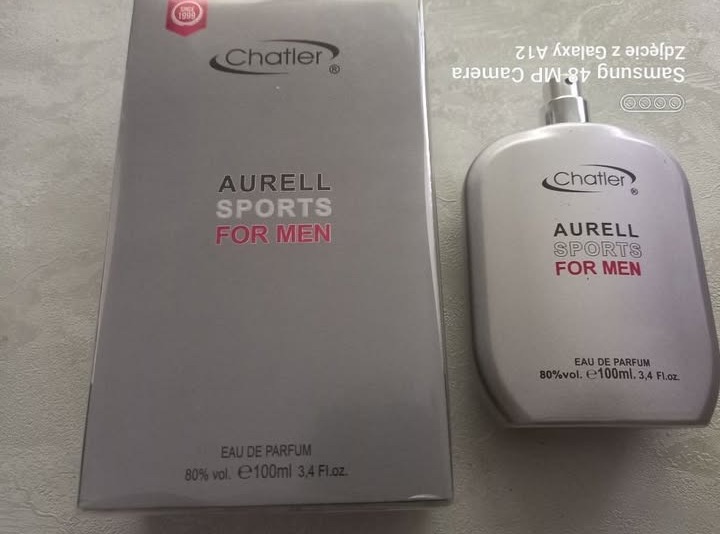 SINCE
1999
Chatler®
AURELL
SPORTS
FOR MEN
EAU DE PARFUM
80% vol. ℮100ml 3,4 Fl.oz.
Chatler®
AURELL
SPORTS
FOR MEN
EAU DE PARFUM
80%vol. ℮100ml. 3,4 Fl.oz.
Samsung 48-MP Camera
Zdjęcie z Galaxy A12